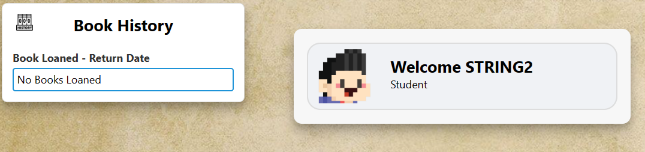 Book History
Book Loaned - Return Date
No Books Loaned
Welcome STRING2
Student